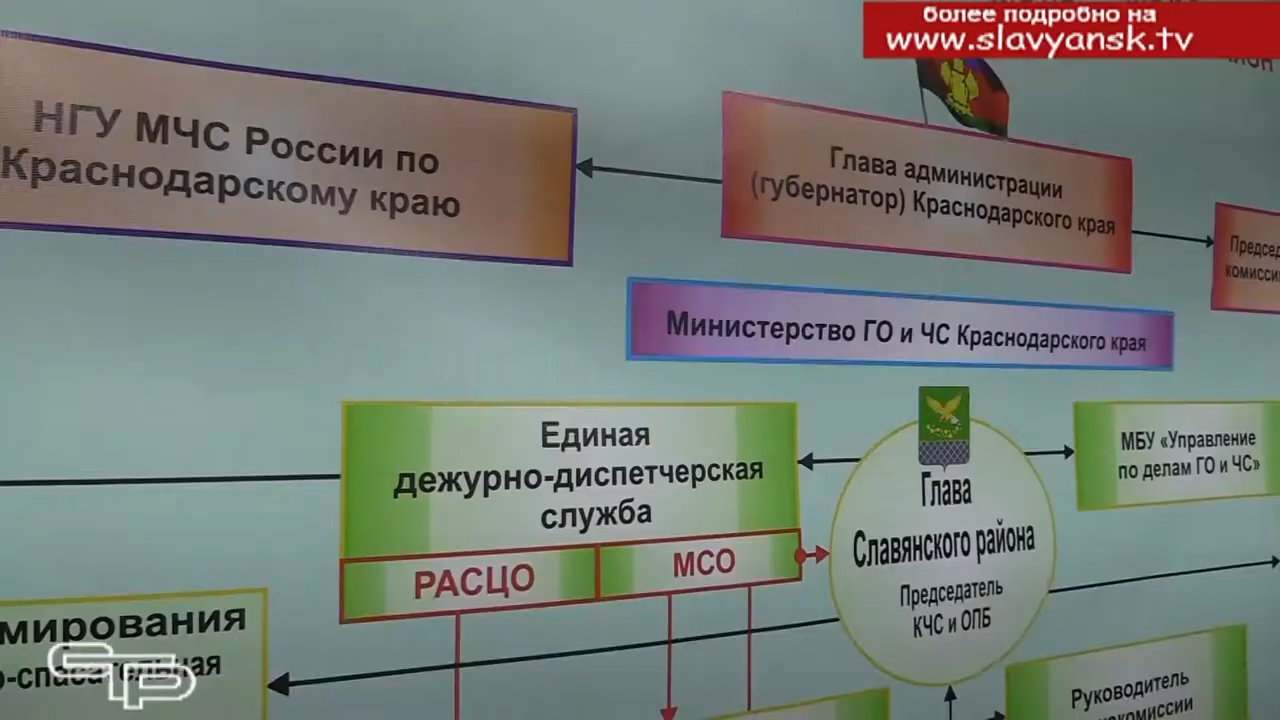 более подробно на
www.slavyansk.tv
НГУ МЧС России по
Краснодарскому краю
Глава администрации
(губернатор) Краснодарского края
комиссии
Министерство ГО и ЧС Краснодарского края
Единая
дежурно-диспетчерская
служба
РАСЦО
МСО
Глава
Славянского района
Председатель
КЧС и ОПБ
МБУ «Управление
по делам ГО и ЧС»
мирования
Руководитель